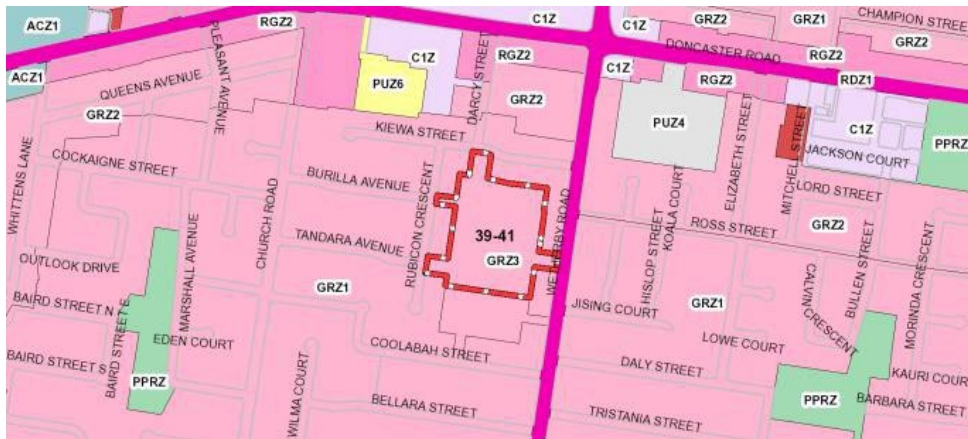 ACZ1
RGZ2
C1Z
GRZ2
GRZ1
CHAMPION STREET
GRZ2
PLEASANT AVENUE
DONCASTER ROAD
RGZ2
C1Z
RGZ2
RDZ1
ACZ1
QUEENS AVENUE
PUZ6
C1Z
DARCY STREET
RGZ2
GRZ2
GRZ2
KIEWA STREET
PUZ4
ELIZABETH STREET
MITCHELL STREET
C1Z
JACKSON COURT
PPRZ
WHITTENS LANE
COCKAIGNE STREET
CHURCH ROAD
BURILLA AVENUE
RUBICON CRESCENT
WETHERBY ROAD
KOALA COURT
LORD STREET
ROSS STREET
GRZ2
BULLEN STREET
39-41
GRZ3
TANDARA AVENUE
OUTLOOK DRIVE
MARSHALL AVENUE
GRZ1
HISLOP STREET
GRZ1
CALVIN CRESCENT
MORINDA CRESCENT
BAIRD STREET N
BAIRD STREET E
EDEN COURT
JISING COURT
LOWE COURT
COOLABAH STREET
BAIRD STREET S
PPRZ
WILMA COURT
DALY STREET
KAURI COUR
PPRZ
BARBARA STREET
BELLARA STREET
TRISTANIA STREET